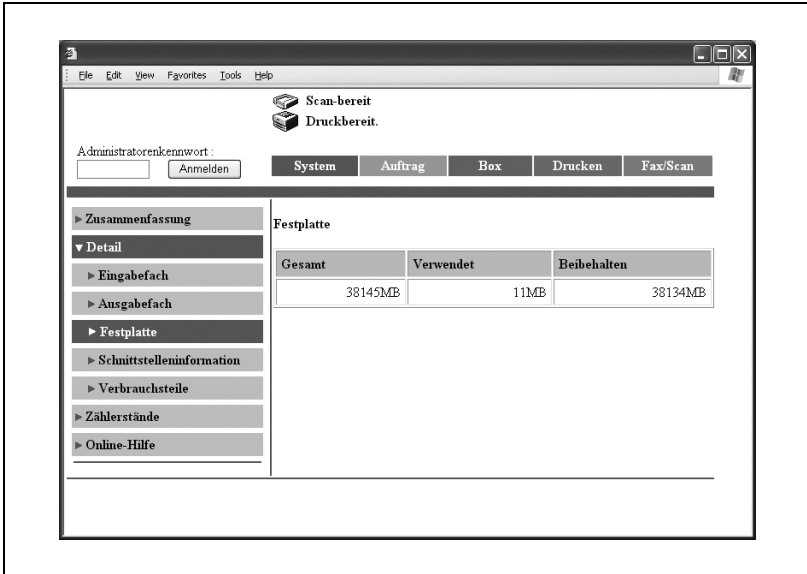 File Edit View Favorites Tools Help
Scan-bereit
Druckbereit.
Administratorenkennwort :
Anmelden
System Auftrag Box Drucken Fax/Scan
Zusammenfassung
Detail
Eingabefach
Ausgabefach
Festplatte
Schnittstelleninformation
Verbrauchsteile
Zählerstände
Online-Hilfe
Festplatte
Gesamt Verwendet Beibehalten
38145MB 11MB 38134MB